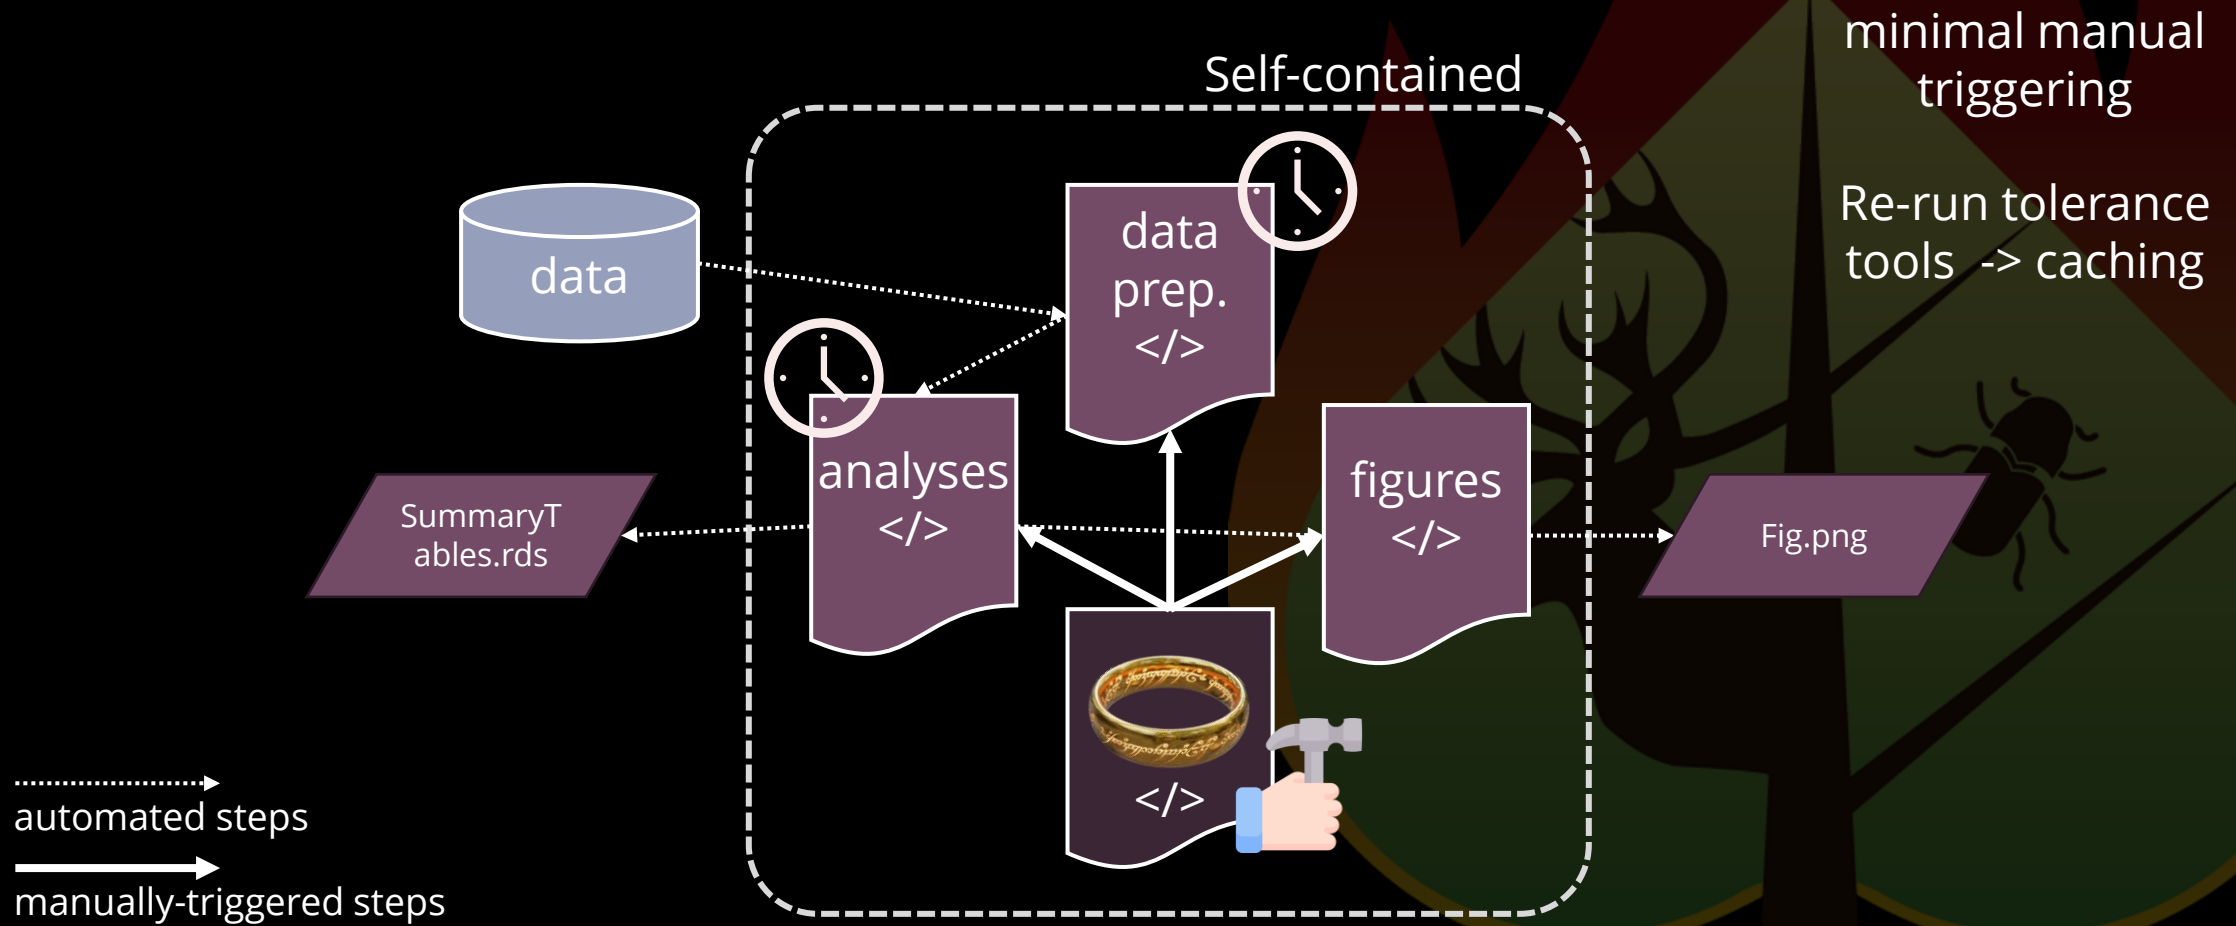 minimal manual
triggering
Self-contained
Re-run tolerance
tools -> caching
data
data
prep.
</>
analyses
</>
figures
</>
SummaryT
ables.rds
Fig.png
</>
automated steps
manually-triggered steps